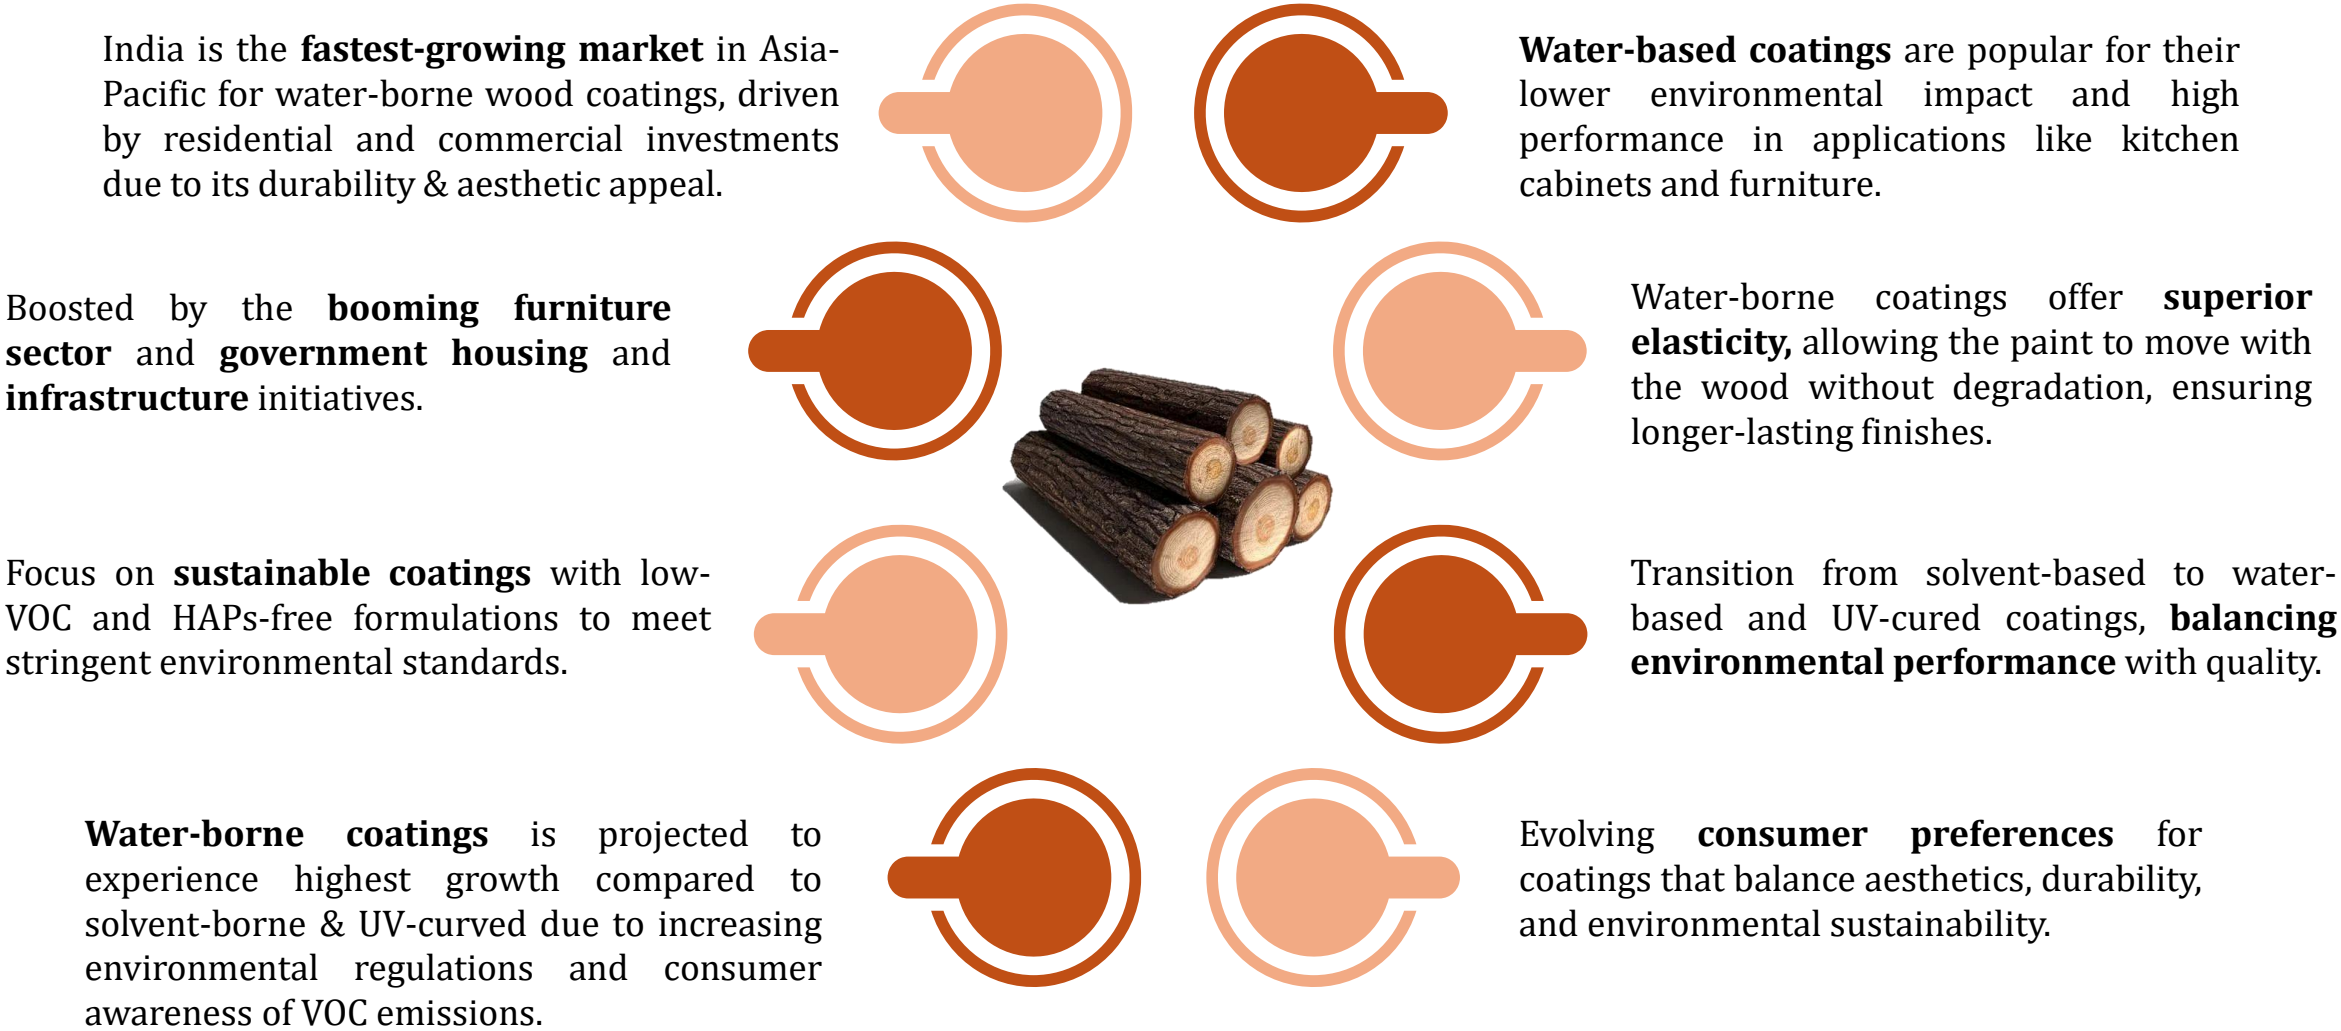 India is the fastest-growing market in Asia-
Pacific for water-borne wood coatings, driven
by residential and commercial investments
due to its durability & aesthetic appeal.
Boosted by the booming furniture
sector and government housing and
infrastructure initiatives.
Focus on sustainable coatings with low-
VOC and HAPs-free formulations to meet
stringent environmental standards.
Water-borne coatings is projected to
experience highest growth compared to
solvent-borne & UV-curved due to increasing
environmental regulations and consumer
awareness of VOC emissions.
Water-based coatings are popular for their
lower environmental impact and high
performance in applications like kitchen
cabinets and furniture.
Water-borne coatings offer superior
elasticity, allowing the paint to move with
the wood without degradation, ensuring
longer-lasting finishes.
Transition from solvent-based to water-
based and UV-cured coatings, balancing
environmental performance with quality.
Evolving consumer preferences for
coatings that balance aesthetics, durability,
and environmental sustainability.